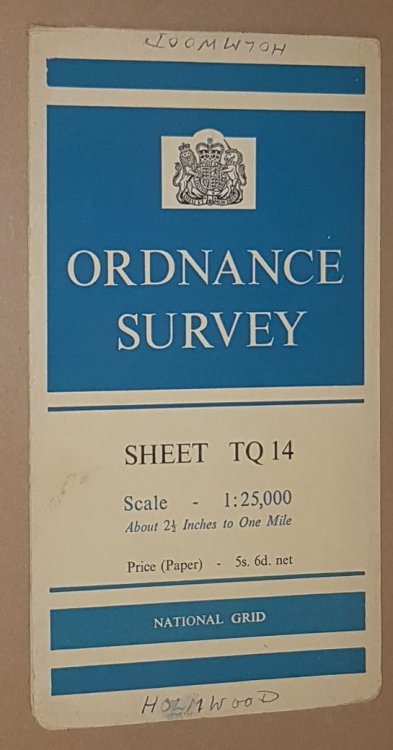 HOLMWOOD
ORDNANCE
SURVEY
SHEET TQ 14
Scale - 1:25,000
About 2½ Inches to One Mile
Price (Paper) - 5s. 6d. net
NATIONAL GRID
HOLMWOOD